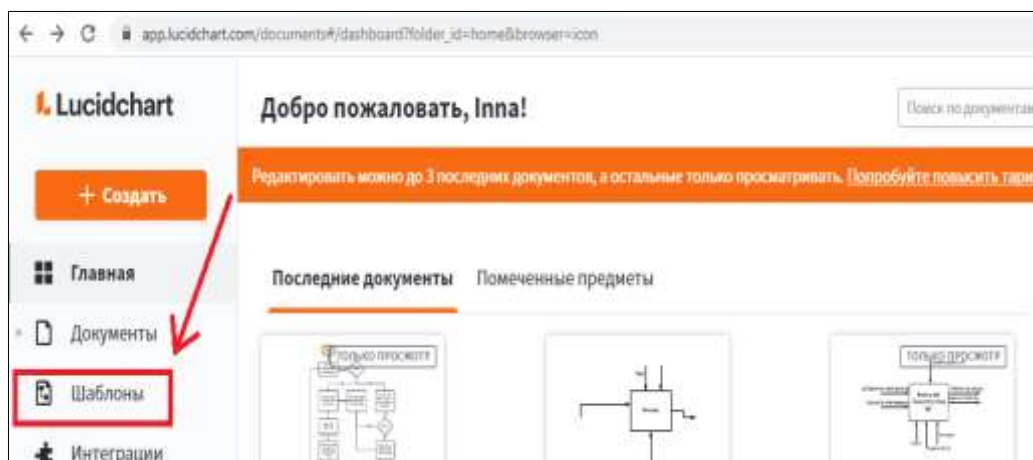 app.lucidchart.com/documents#/dashboard?folder_id=home&browser=icon
Lucidchart
Добро пожаловать, Inna!
Поиск по документам
+ Создать
Редактировать можно до 3 последних документов, а остальные только просматривать. Попробуйте повысить тари
Главная
Последние документы Помеченные предметы
Документы
ТОЛЬКО ПРОСМОТР
ТОЛЬКО ПРОСМОТР
Шаблоны
Интеграции